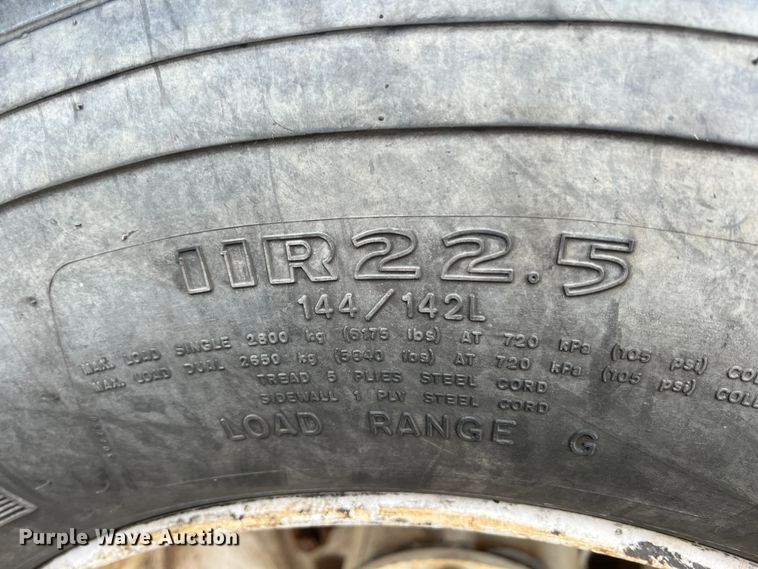 11R22.5
144/142L
MAX. LOAD SINGLE 2800 kg (6175 lbs) AT 720 kPa (105 psi) COL
MAX. LOAD DUAL 2650 kg (5840 lbs) AT 720 kPa (105 psi) COL
TREAD 5 PLIES STEEL CORD
SIDEWALL 1 PLY STEEL CORD
LOAD RANGE G
Purple Wave Auction